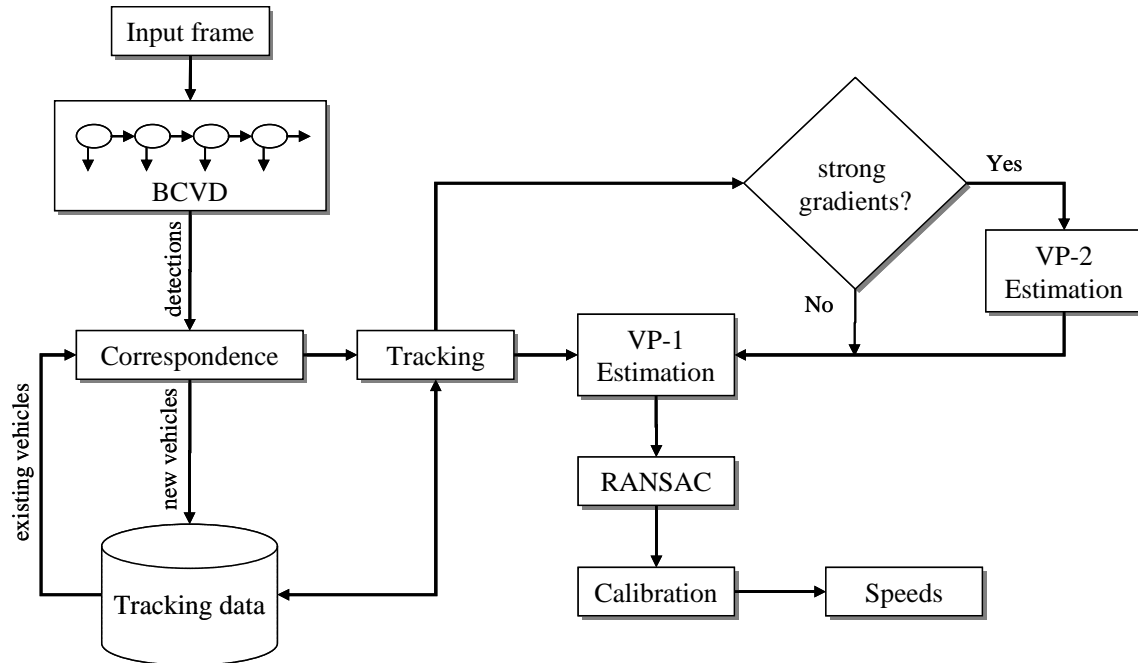 Input frame
BCVD
detections
strong
gradients?
Yes
No
VP-2
Estimation
Correspondence
Tracking
VP-1
Estimation
existing vehicles
new vehicles
RANSAC
Tracking data
Calibration
Speeds